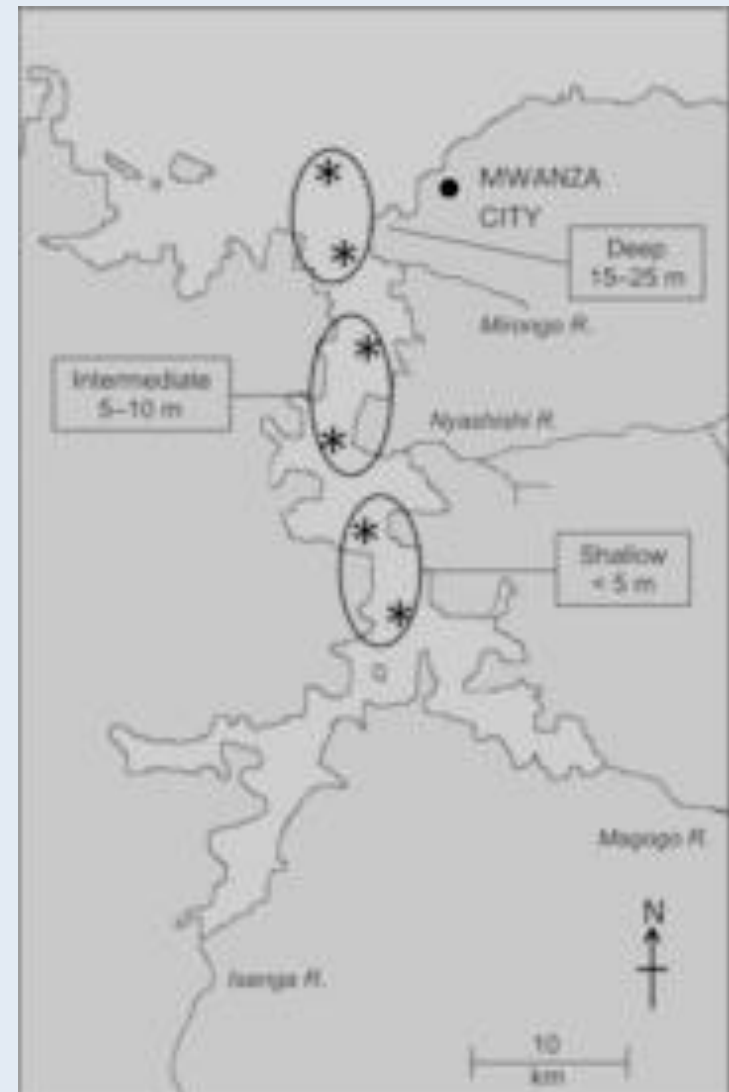 MWANZA
CITY
Deep
15–25 m
Mirongo R.
Intermediate
5–10 m
Nyashishi R.
Shallow
< 5 m
Magogo R.
N
Isanga R.
10
km